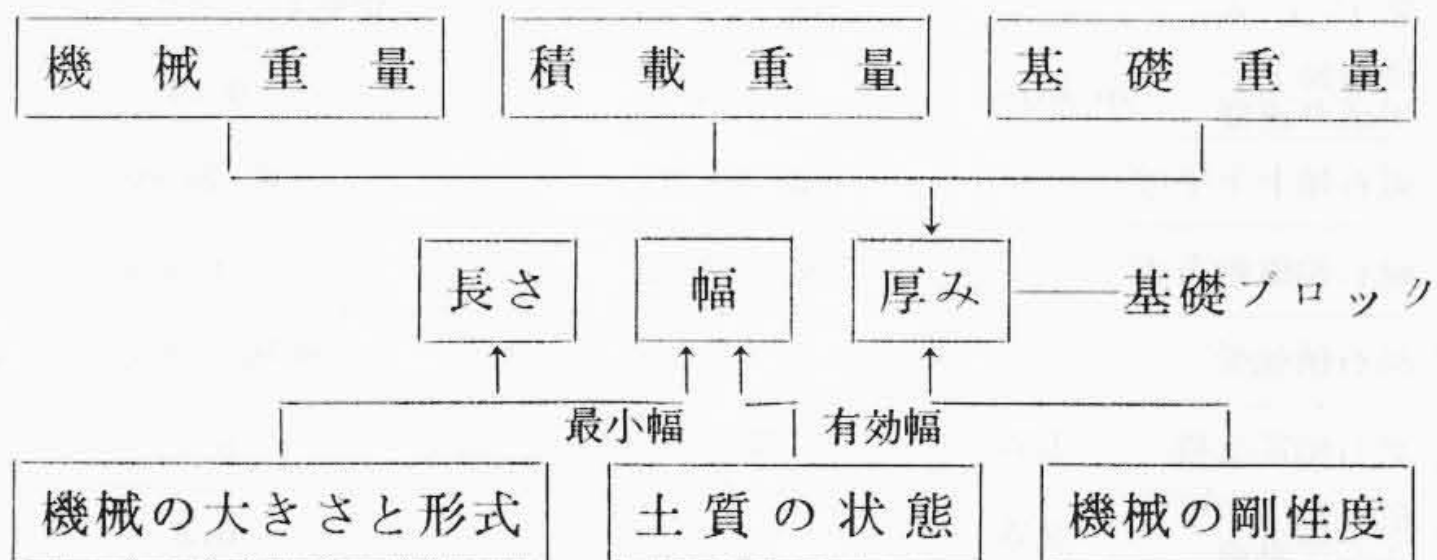 機械重量 積載重量 基礎重量
長さ 幅 厚み 基礎ブロック
最小幅 有効幅
機械の大きさと形式 土質の状態 機械の剛性度